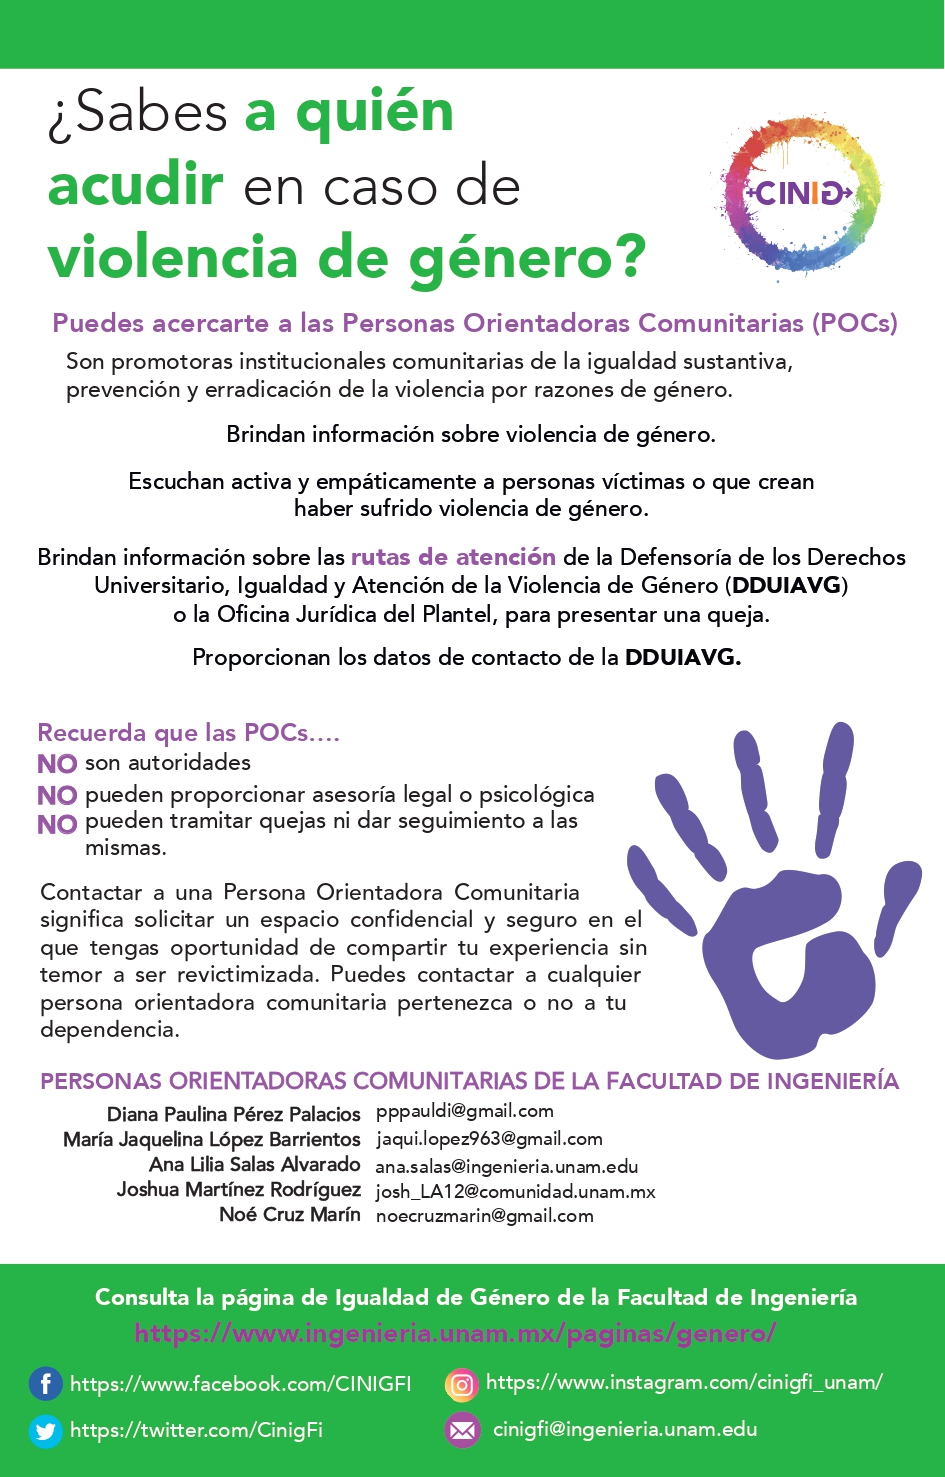 ¿Sabes a quién
acudir en caso de
violencia de género?
CINIG
Puedes acercarte a las Personas Orientadoras Comunitarias (POCs)
Son promotoras institucionales comunitarias de la igualdad sustantiva,
prevención y erradicación de la violencia por razones de género.
Brindan información sobre violencia de género.
Escuchan activa y empáticamente a personas víctimas o que crean
haber sufrido violencia de género.
Brindan información sobre las rutas de atención de la Defensoría de los Derechos
Universitario, Igualdad y Atención de la Violencia de Género (DDUIAVG)
o la Oficina Jurídica del Plantel, para presentar una queja.
Proporcionan los datos de contacto de la DDUIAVG.
Recuerda que las POCs....
NO son autoridades
NO pueden proporcionar asesoría legal o psicológica
NO pueden tramitar quejas ni dar seguimiento a las
mismas.
Contactar a una Persona Orientadora Comunitaria
significa solicitar un espacio confidencial y seguro en el
que tengas oportunidad de compartir tu experiencia sin
temor a ser revictimizada. Puedes contactar a cualquier
persona orientadora comunitaria pertenezca o no a tu
dependencia.
PERSONAS ORIENTADORAS COMUNITARIAS DE LA FACULTAD DE INGENIERÍA
Diana Paulina Pérez Palacios pppauldi@gmail.com
María Jaquelina López Barrientos jaqui.lopez963@gmail.com
Ana Lilia Salas Alvarado ana.salas@ingenieria.unam.edu
Joshua Martínez Rodríguez josh_LA12@comunidad.unam.mx
Noé Cruz Marín noecruzmarin@gmail.com
Consulta la página de Igualdad de Género de la Facultad de Ingeniería
https://www.ingenieria.unam.mx/paginas/genero/
https://www.facebook.com/CINIGFI https://www.instagram.com/cinigfi_unam/
https://twitter.com/CinigFi cinigfi@ingenieria.unam.edu